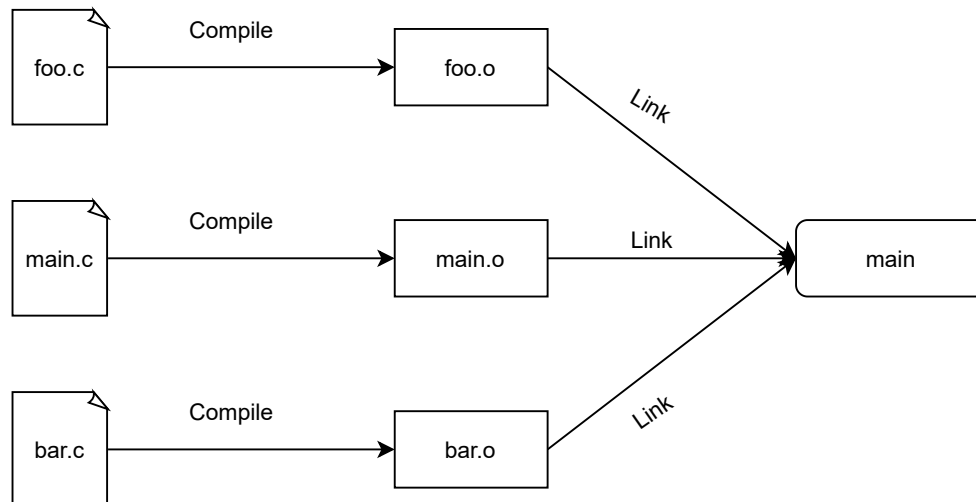 foo.c
Compile
foo.o
Link
main.c
Compile
main.o
Link
main
bar.c
Compile
bar.o
Link